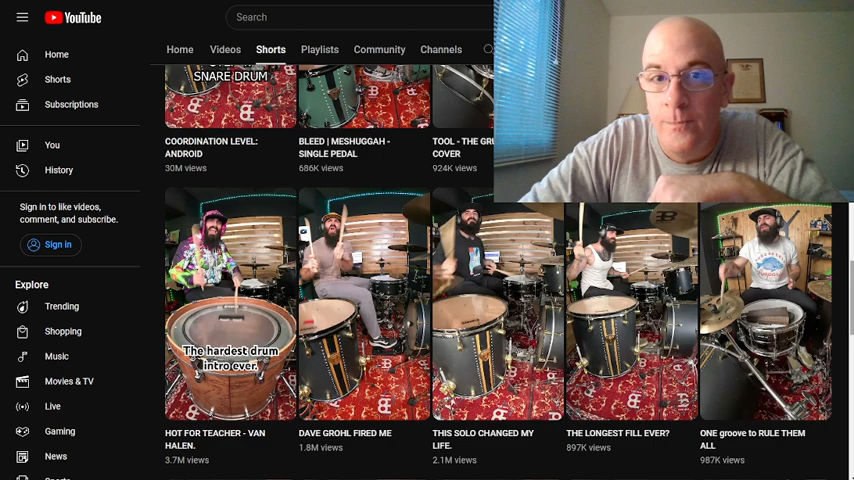 YouTube
Search
Home
Shorts
Subscriptions
You
History
Sign in to like videos,
comment, and subscribe.
Sign in
Explore
Trending
Shopping
Music
Movies & TV
Live
Gaming
News
Home Videos Shorts Playlists Community Channels
SNARE DRUM
COORDINATION LEVEL:
ANDROID
30M views
BLEED | MESHUGGAH -
SINGLE PEDAL
686K views
TOOL - THE GR
COVER
924K views
The hardest drum
intro ever.
HOT FOR TEACHER - VAN
HALEN.
3.7M views
DAVE GROHL FIRED ME
1.8M views
THIS SOLO CHANGED MY
LIFE.
2.1M views
THE LONGEST FILL EVER?
897K views
ONE groove to RULE THEM
ALL
987K views